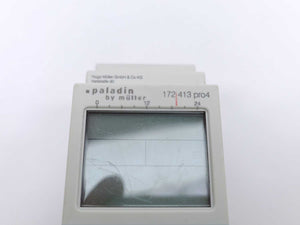 Hugo Müller GmbH & Co KG
paladin
by müller
172 413 pro4
0 12 24